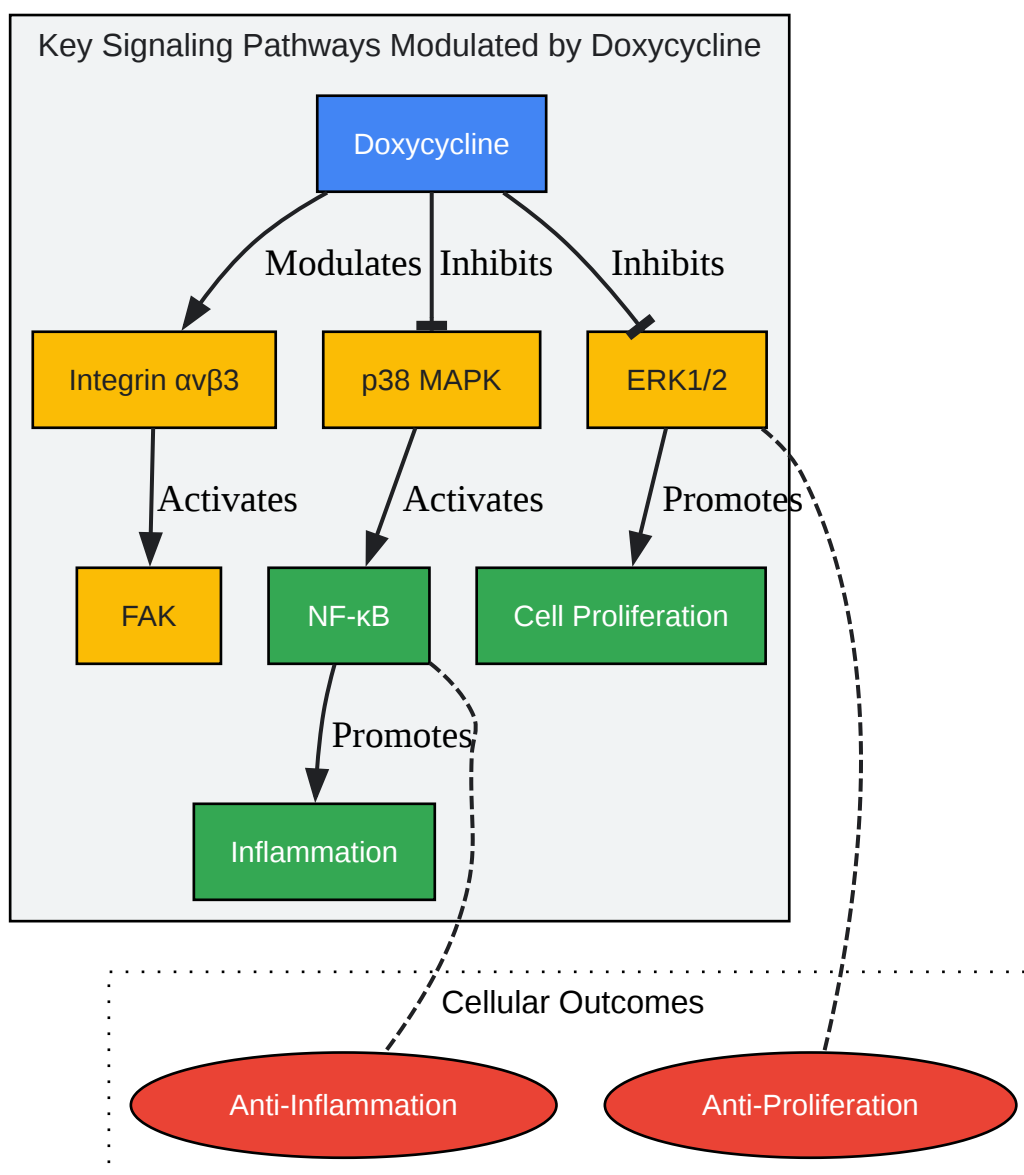 Key Signaling Pathways Modulated by Doxycycline
Doxycycline
Modulates
Inhibits
Inhibits
Integrin αvβ3
p38 MAPK
ERK1/2
Activates
Activates
Promotes
FAK
NF-κB
Cell Proliferation
Promotes
Inflammation
Cellular Outcomes
Anti-Inflammation
Anti-Proliferation